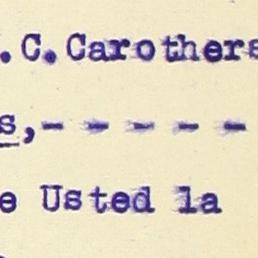 .C.Carothers
s,- - - - -
e Usted la